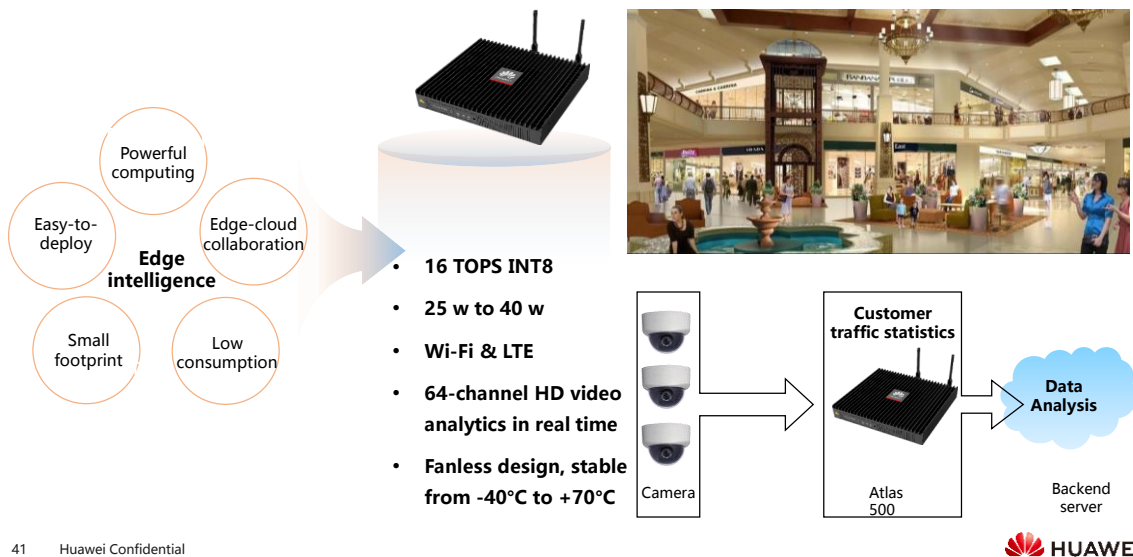 Powerful
computing
Easy-to-
deploy
Edge-cloud
collaboration
Edge
intelligence
Small
footprint
Low
consumption
• 16 TOPS INT8
• 25 w to 40 w
• Wi-Fi & LTE
• 64-channel HD video
analytics in real time
• Fanless design, stable
from -40°C to +70°C
Customer
traffic statistics
Data
Analysis
Camera
Atlas
500
Backend
server
41 Huawei Confidential
HUAWE